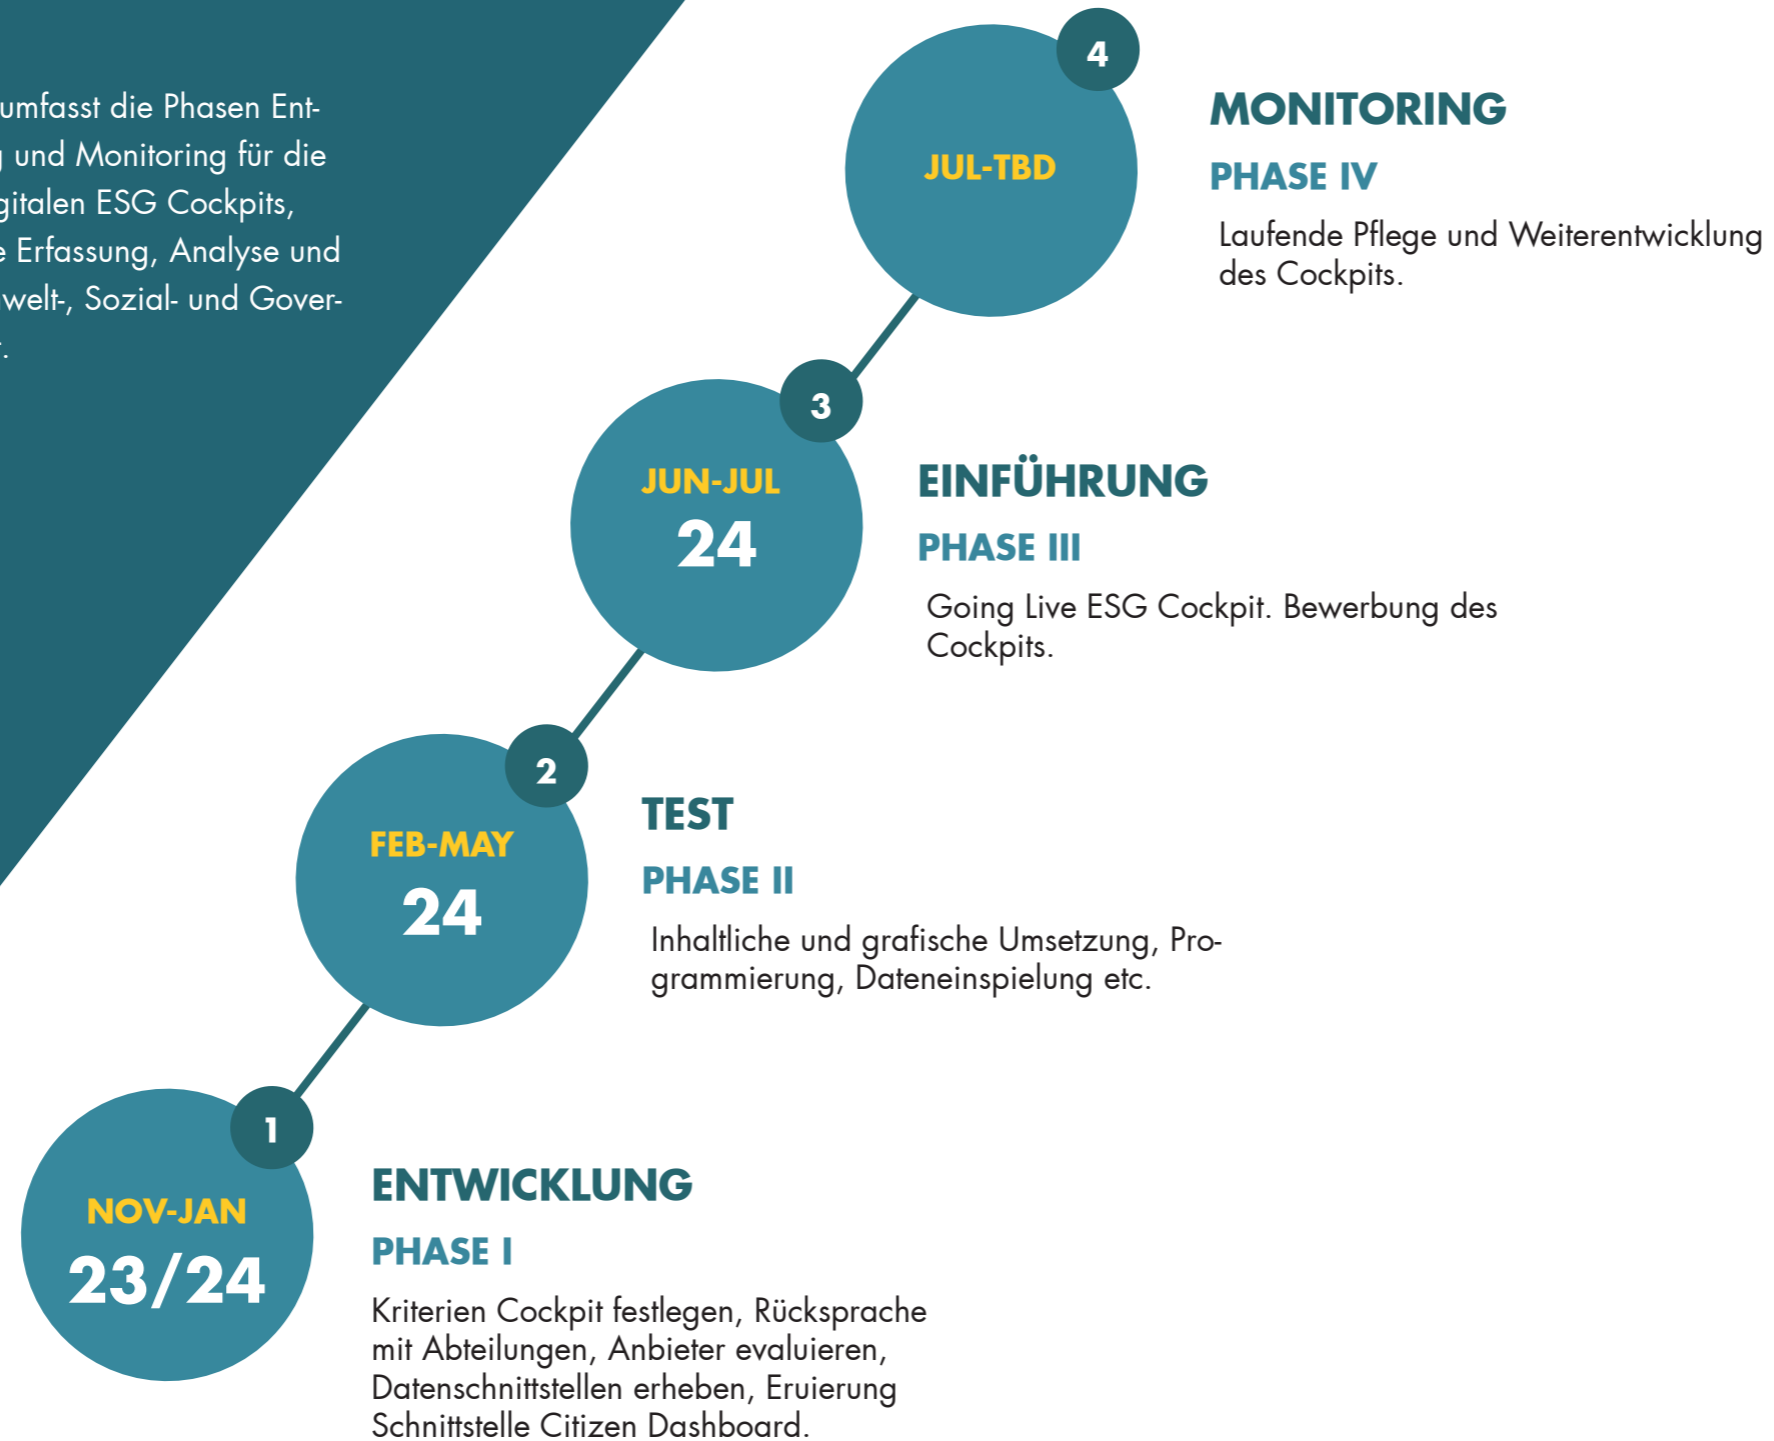 umfasst die Phasen Ent-
und Monitoring für die
ESG Cockpits,
Erfassung, Analyse und
Sozial- und Gover-
4
JUL-TBD
MONITORING
PHASE IV
Laufende Pflege und Weiterentwicklung
des Cockpits.
3
JUN-JUL
24
EINFÜHRUNG
PHASE III
Going Live ESG Cockpit. Bewerbung des
Cockpits.
2
FEB-MAY
24
TEST
PHASE II
Inhaltliche und grafische Umsetzung, Pro-
grammierung, Dateneinspielung etc.
1
NOV-JAN
23/24
ENTWICKLUNG
PHASE I
Kriterien Cockpit festlegen, Rücksprache
mit Abteilungen, Anbieter evaluieren,
Datenschnittstellen erheben, Eruierung
Schnittstelle Citizen Dashboard.